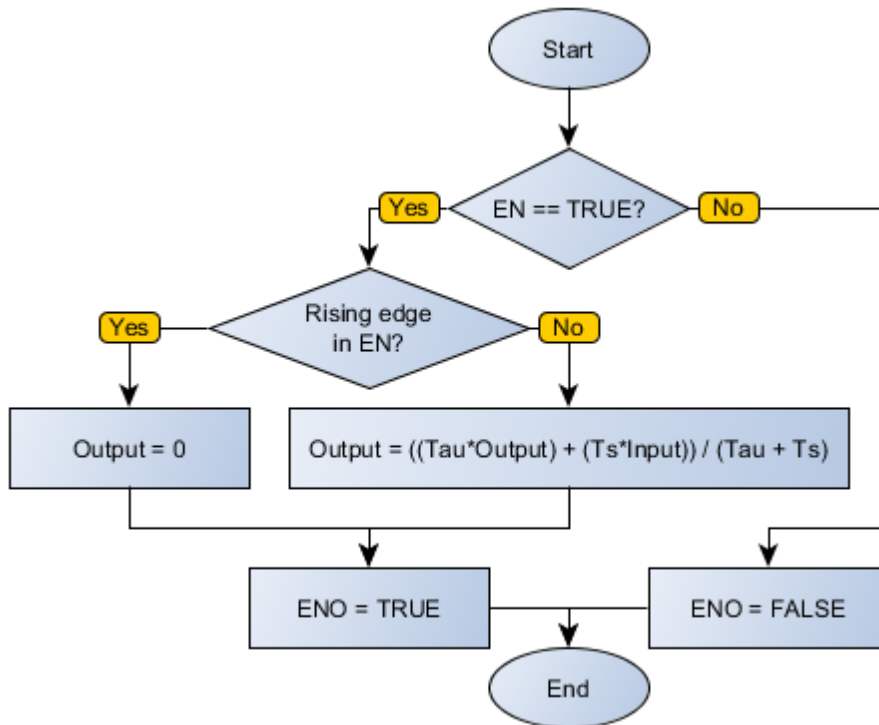 Start
EN == TRUE?
Yes
No
Rising edge
in EN?
Yes
No
Output = 0
Output = ((Tau*Output) + (Ts*Input)) / (Tau + Ts)
ENO = TRUE
ENO = FALSE
End